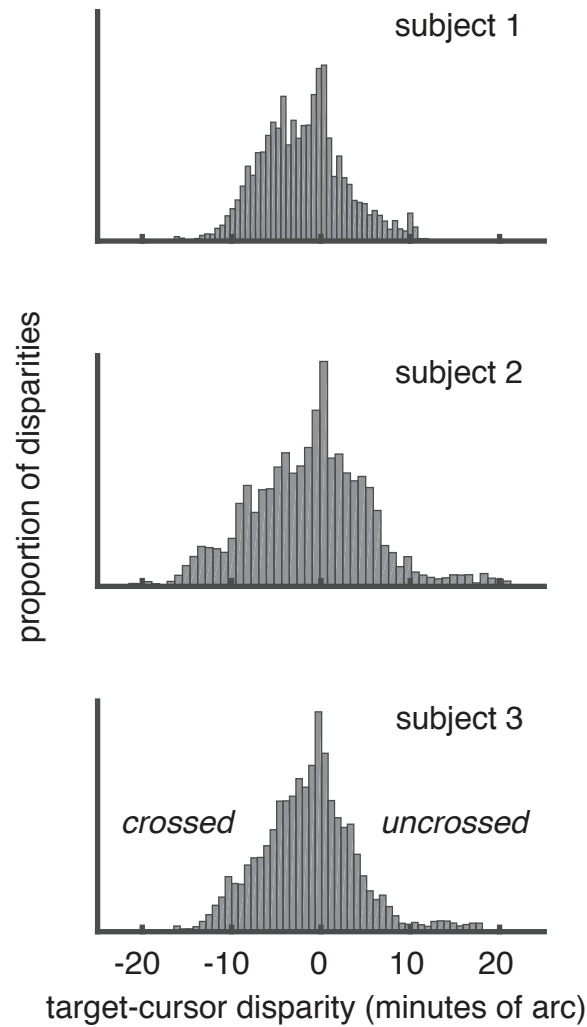 subject 1
subject 2
proportion of disparities
subject 3
crossed
uncrossed
-20 -10 0 10 20
target-cursor disparity (minutes of arc)